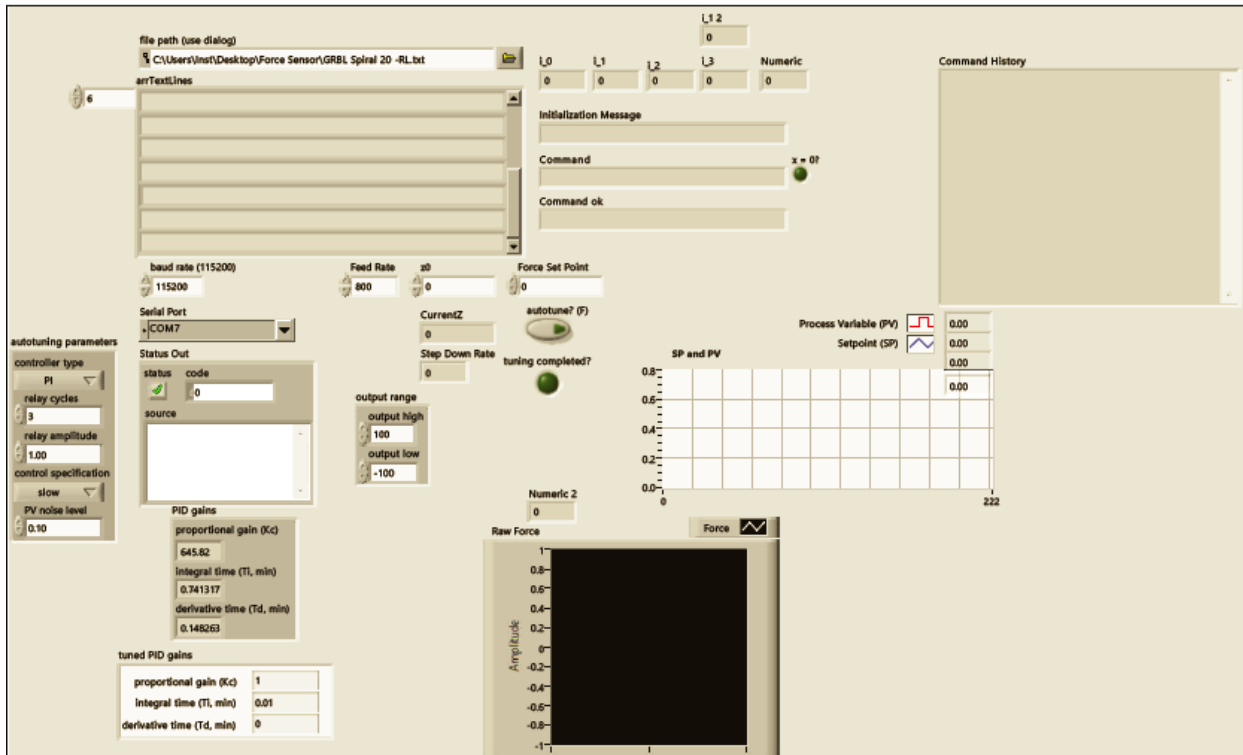 i_1 2
0
file path (use dialog)
C:\Users\Inst\Desktop\Force Sensor\GRBL Spiral 20 -RL.txt
i_0
i_1
i_2
i_3
Numeric
0
0
0
0
0
Command History
arrTextLines
6
Initialization Message
Command
x = 0?
Command ok
baud rate (115200)
115200
Feed Rate
800
z0
0
Force Set Point
0
Serial Port
COM7
CurrentZ
0
autotune? (F)
Process Variable (PV)
Setpoint (SP)
0.00
0.00
0.00
0.00
autotuning parameters
controller type
PI
relay cycles
3
relay amplitude
1.00
control specification
slow
PV noise level
0.10
Status Out
status
code
0
source
Step Down Rate
0
tuning completed?
output range
output high
100
output low
-100
SP and PV
0.8
0.6
0.4
0.2
0.0
0
222
Numeric 2
0
PID gains
proportional gain (Kc)
645.82
integral time (Ti, min)
0.741317
derivative time (Td, min)
0.148263
Raw Force
Force
Amplitude
1
0.8
0.6
0.4
0.2
0
-0.2
-0.4
-0.6
-0.8
-1
tuned PID gains
proportional gain (Kc)
1
integral time (Ti, min)
0.01
derivative time (Td, min)
0